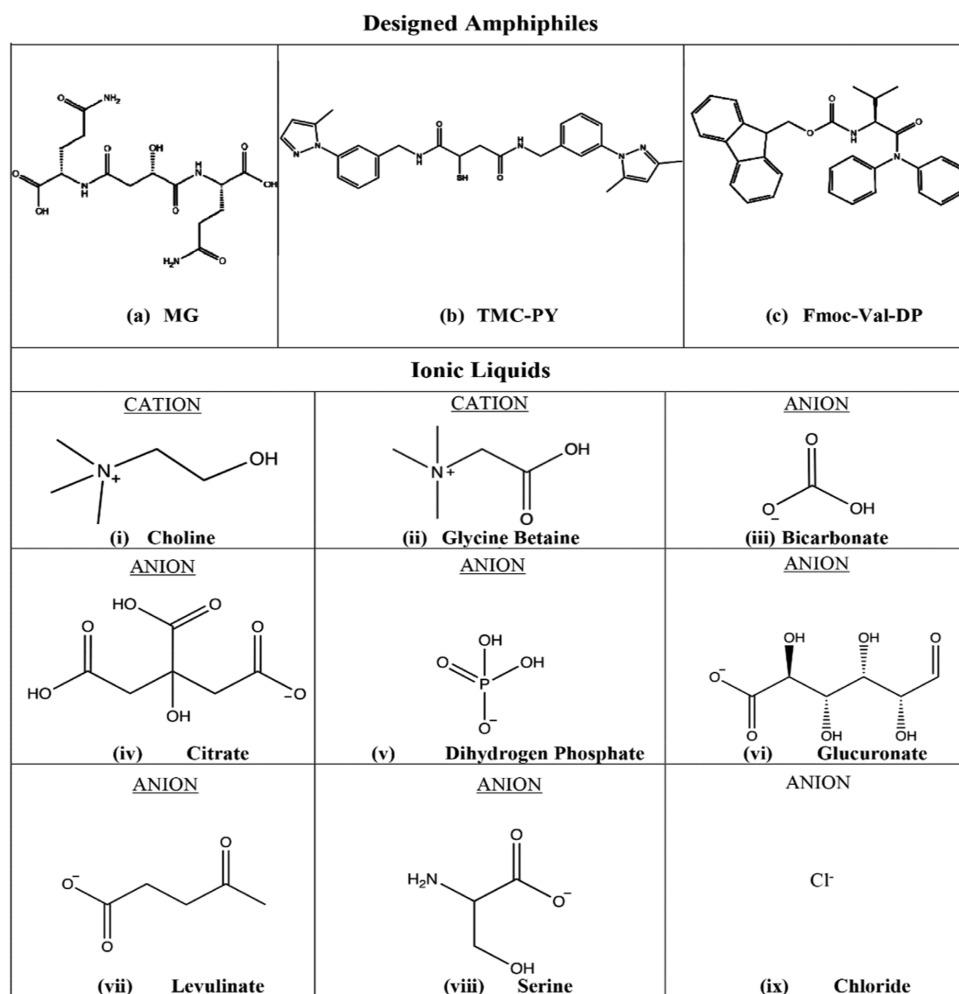 Designed Amphiphiles
O
NH2
O
OH
N
H
O
OH
O
H
N
O
OH
H2N
O
(a) MG
N
N
N
H
O
SH
O
H
N
N
N
(b) TMC-PY
O
O
N
H
O
N
(c) Fmoc-Val-DP
Ionic Liquids
CATION
N
+
OH
(i) Choline
CATION
N
+
OH
O
(ii) Glycine Betaine
ANION
O
O
−
OH
(iii) Bicarbonate
ANION
HO
O
O
O
HO
OH
O
−
(iv) Citrate
ANION
OH
O
OH
P
O
−
(v) Dihydrogen Phosphate
ANION
OH
OH
O
O
−
O
OH
OH
(vi) Glucuronate
ANION
O
O
−
O
(vii) Levulinate
ANION
O
H2N
O
−
OH
(viii) Serine
ANION
Cl-
(ix) Chloride